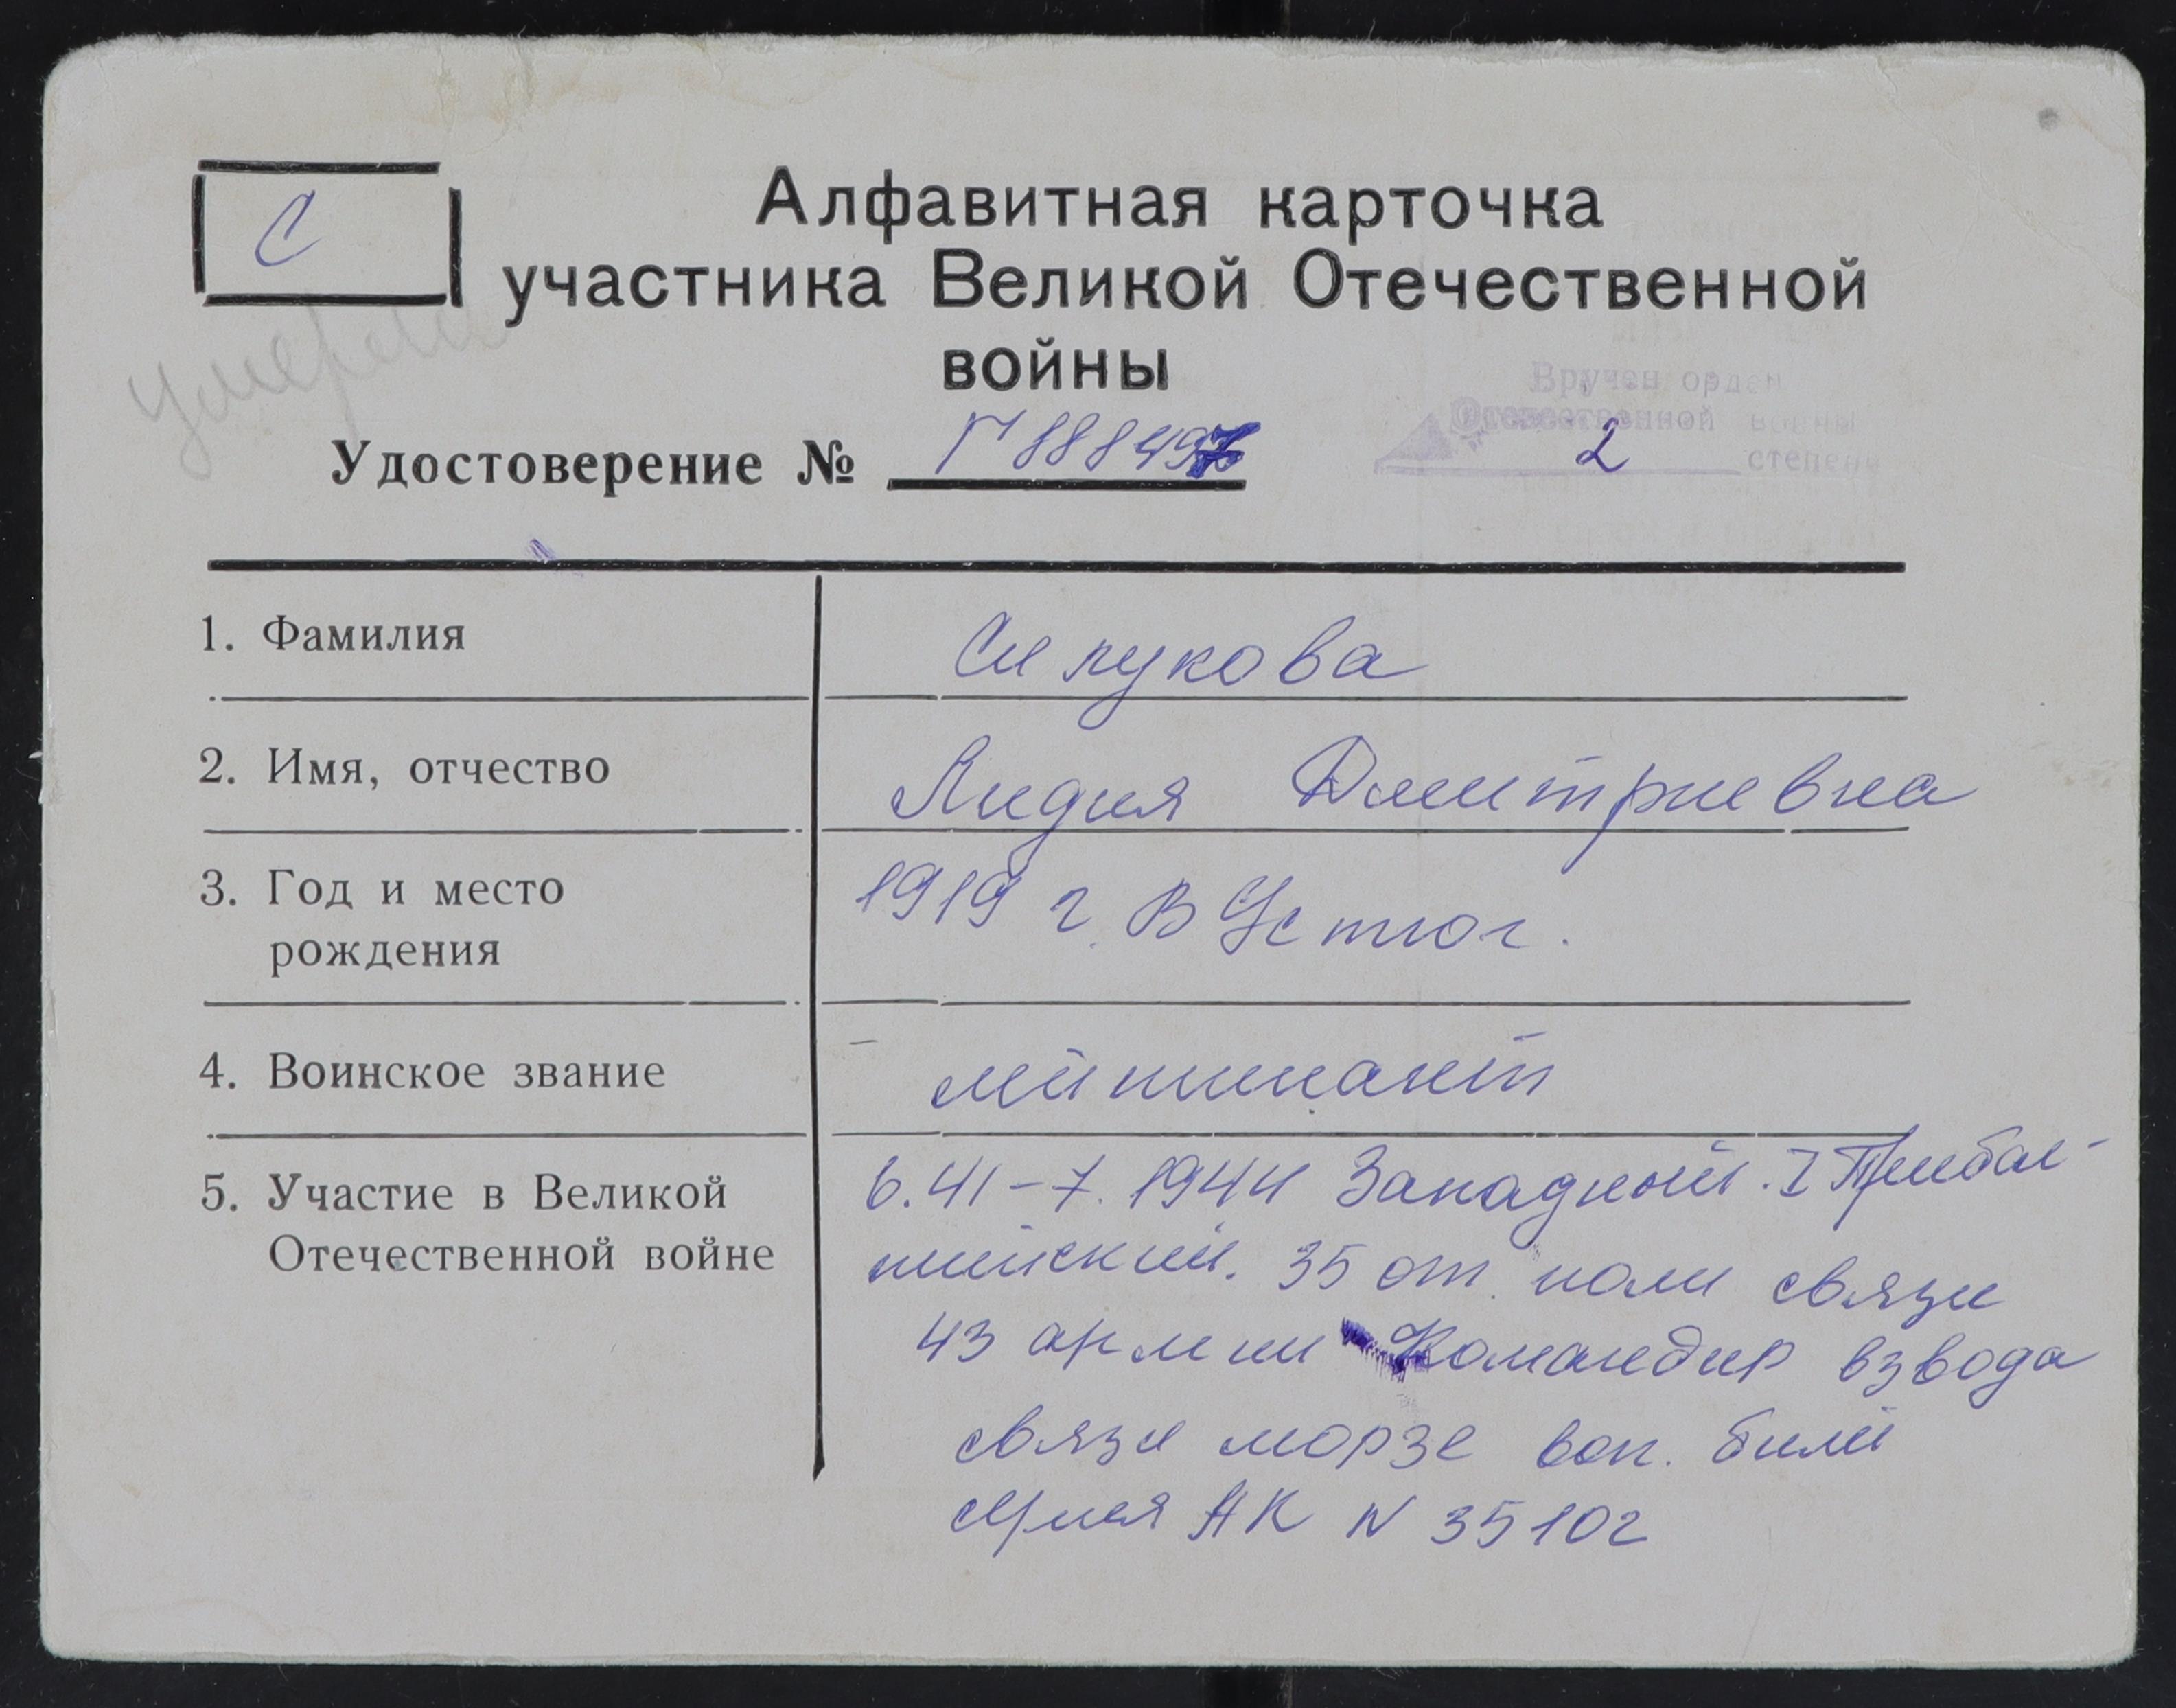 С
Алфавитная карточка
участника Великой Отечественной
войны
умерла
Вручен орден
Отечественной войны
2 степени
Удостоверение № Г 888497
1. Фамилия Силукова
2. Имя, отчество Лидия Дмитриевна
3. Год и место
рождения
1919 г. В Устюг.
4. Воинское звание – лейтинант
5. Участие в Великой
Отечественной войне
6.41–7.1944 Западный. I Прибал-
тийский. 35 от. полк связи
43 армии Командир взвода
связи морзе вое. билет
серия АК N 35102